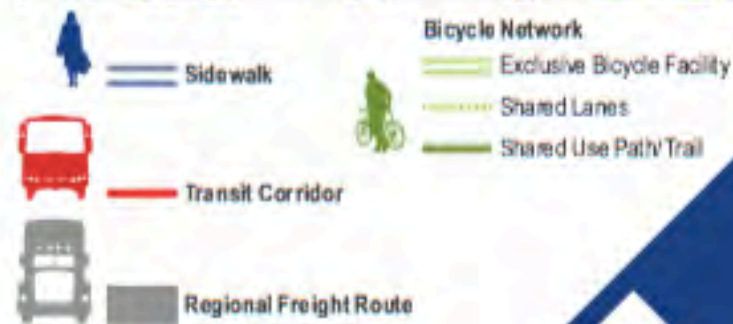 Sidewalk
Transit Corridor
Regional Freight Route
Bicycle Network
Exclusive Bicycle Facility
Shared Lanes
Shared Use Path/Trail